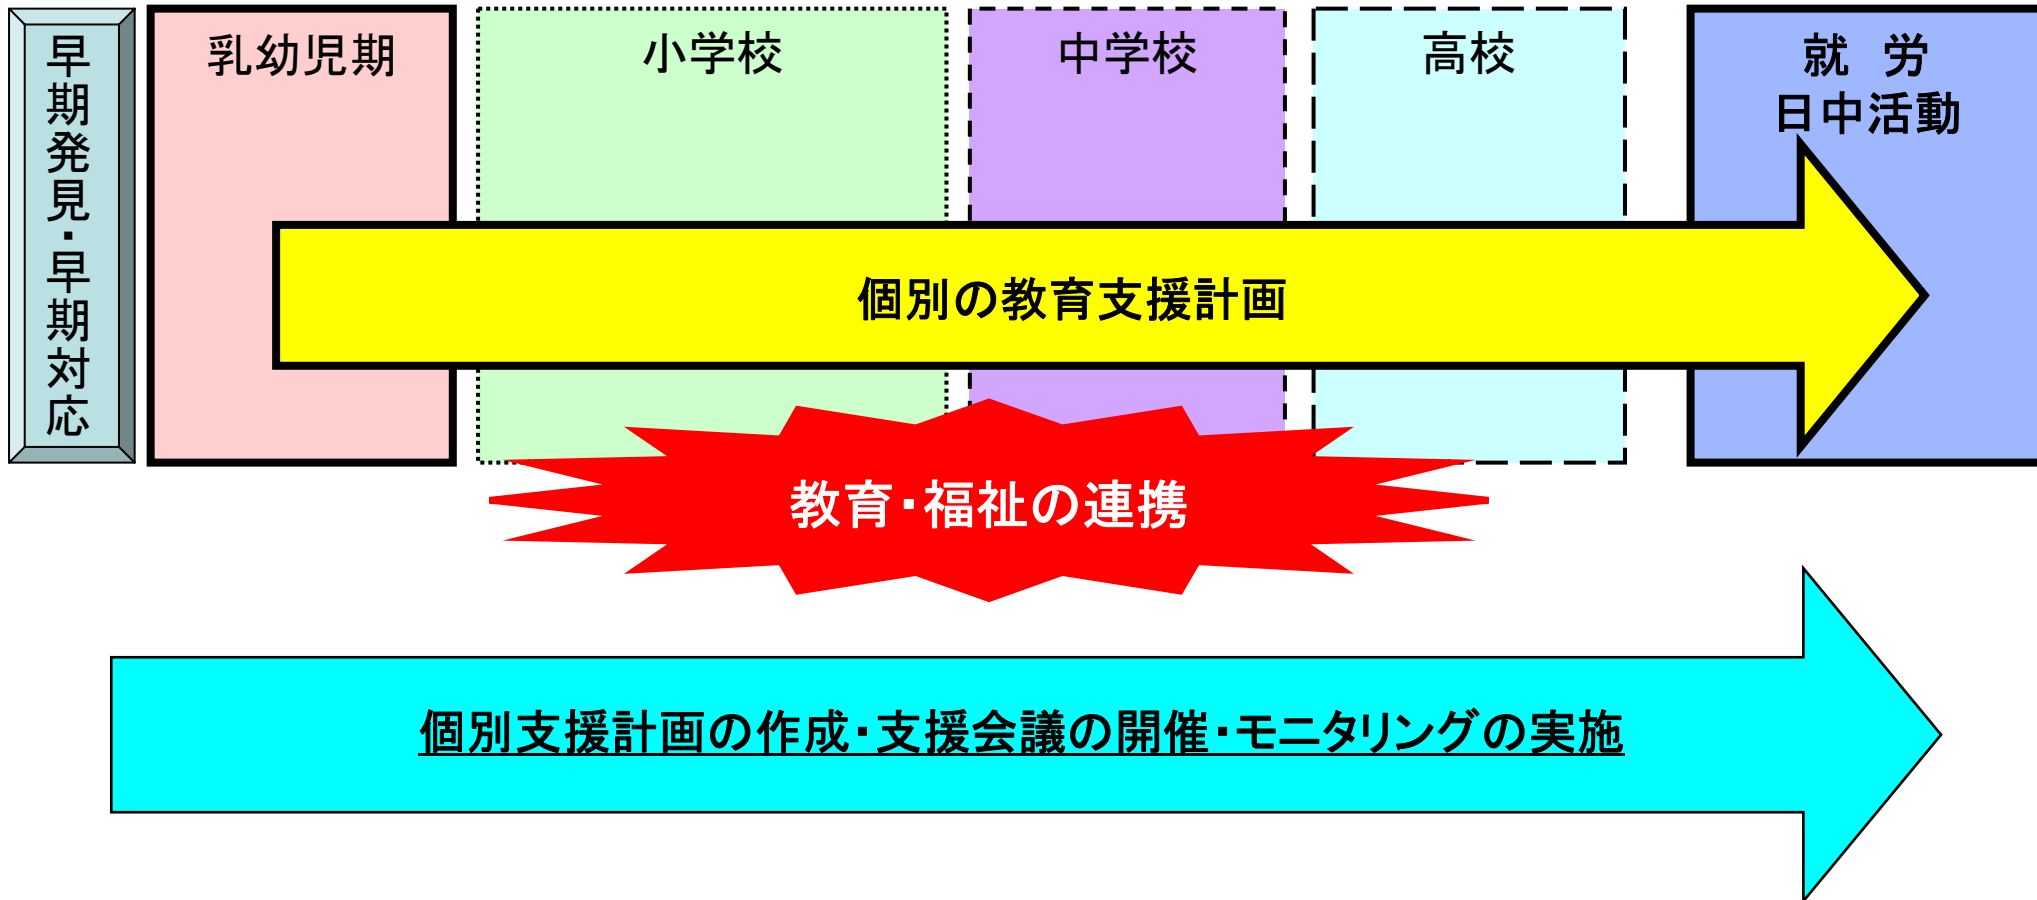 早期発見・早期対応
乳幼児期
小学校
中学校
高校
就　労
日中活動
個別の教育支援計画
教育・福祉の連携
個別支援計画の作成・支援会議の開催・モニタリングの実施